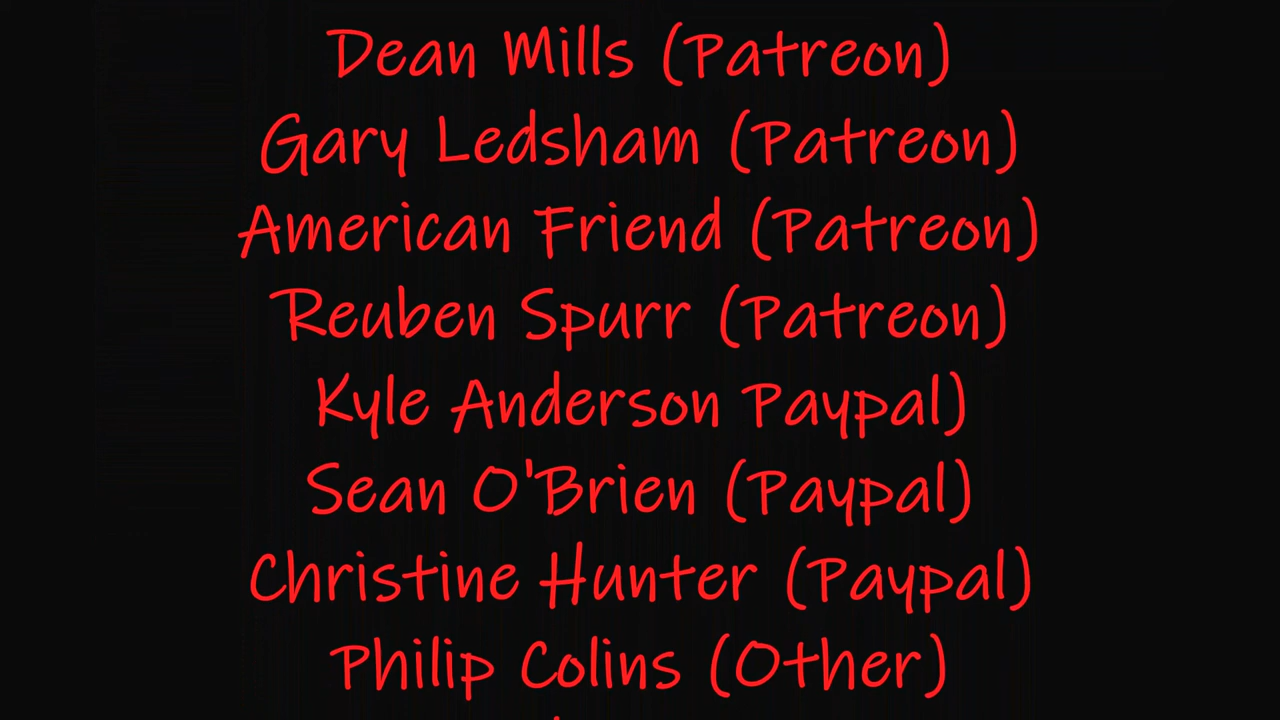 Dean Mills (Patreon)
Gary Ledsham (Patreon)
American Friend (Patreon)
Reuben Spurr (Patreon)
Kyle Anderson Paypal)
Sean O'Brien (Paypal)
Christine Hunter (Paypal)
Philip Colins (Other)